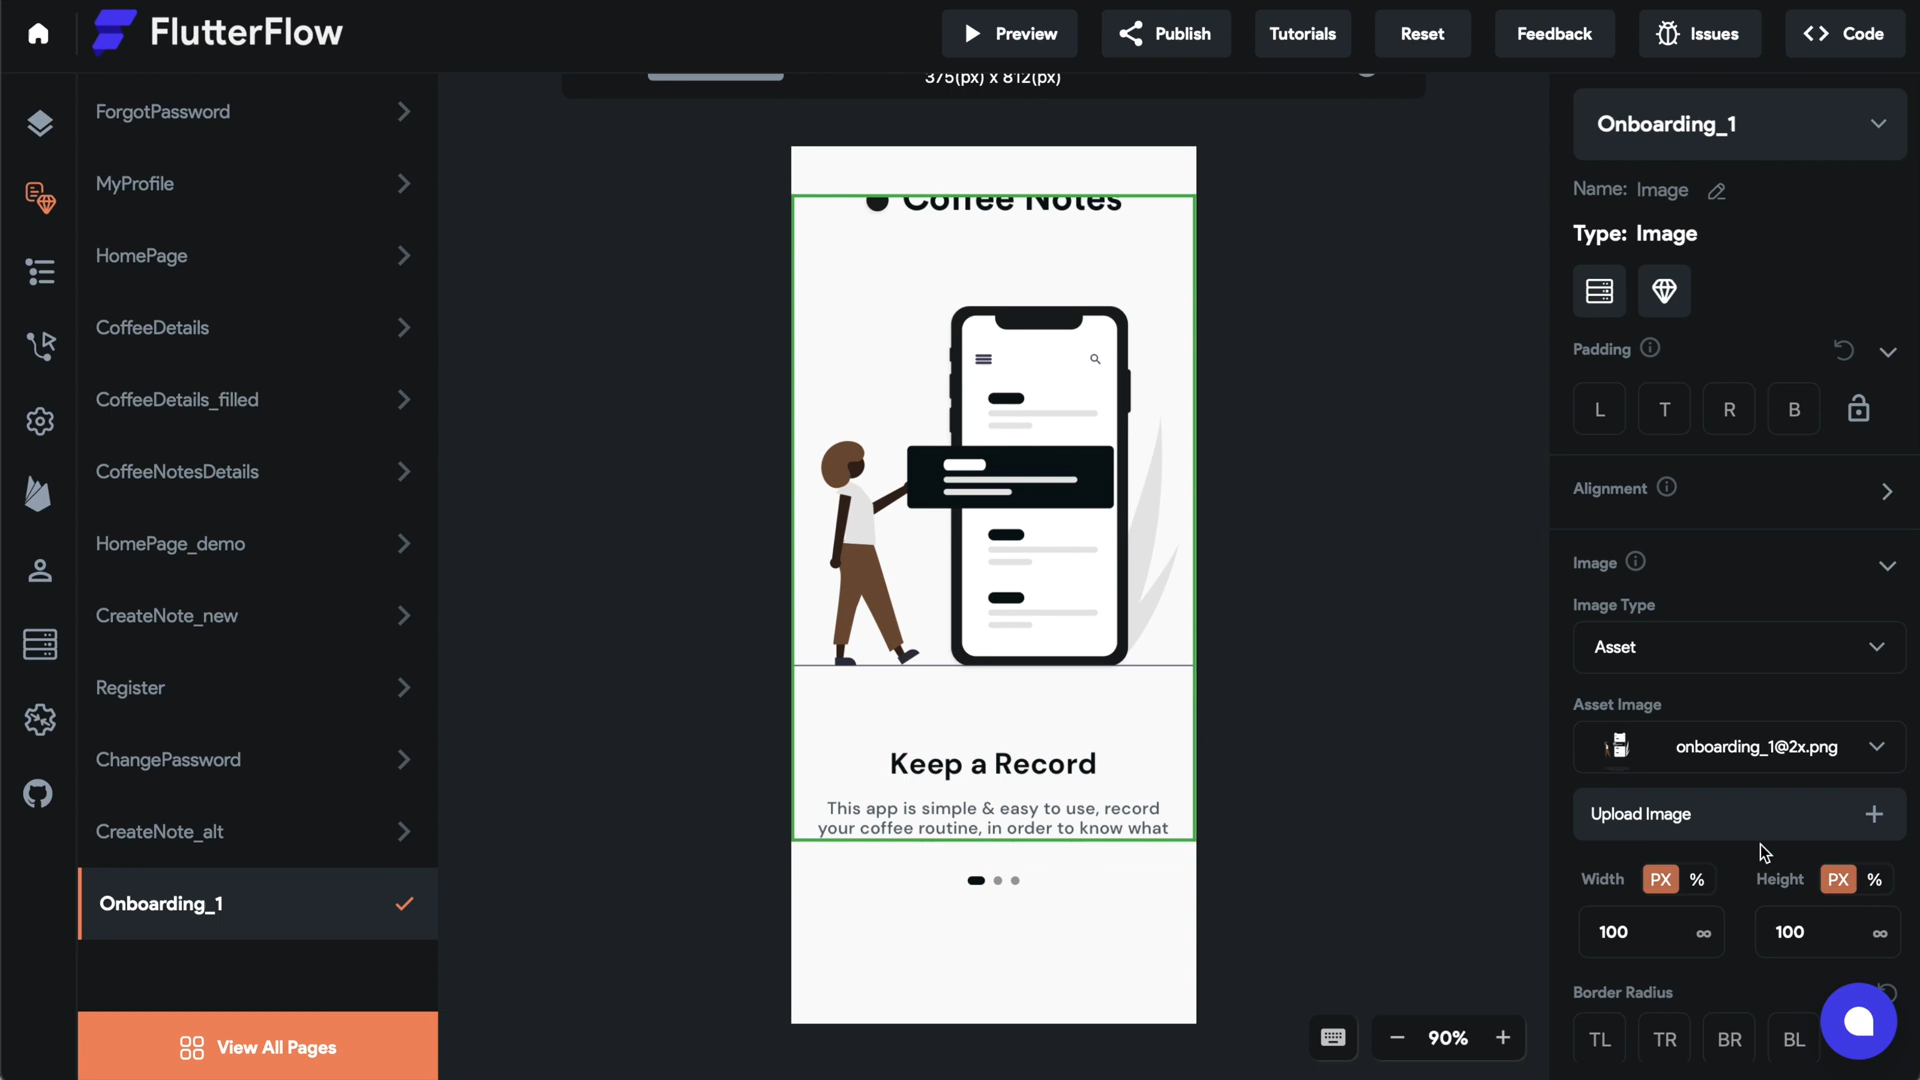 FlutterFlow
Preview
Publish
Tutorials
Reset
Feedback
Issues
Code
ForgotPassword
MyProfile
HomePage
CoffeeDetails
CoffeeDetails_filled
CoffeeNotesDetails
HomePage_demo
CreateNote_new
Register
ChangePassword
CreateNote_alt
Onboarding_1
View All Pages
375(px) x 812(px)
Coffee Notes
Keep a Record
This app is simple & easy to use, record
your coffee routine, in order to know what
90%
Onboarding_1
Name: Image
Type: Image
Padding
L T R B
Alignment
Image
Image Type
Asset
Asset Image
onboarding_1@2x.png
Upload Image
Width PX % Height PX %
100 ∞ 100 ∞
Border Radius
TL TR BR BL